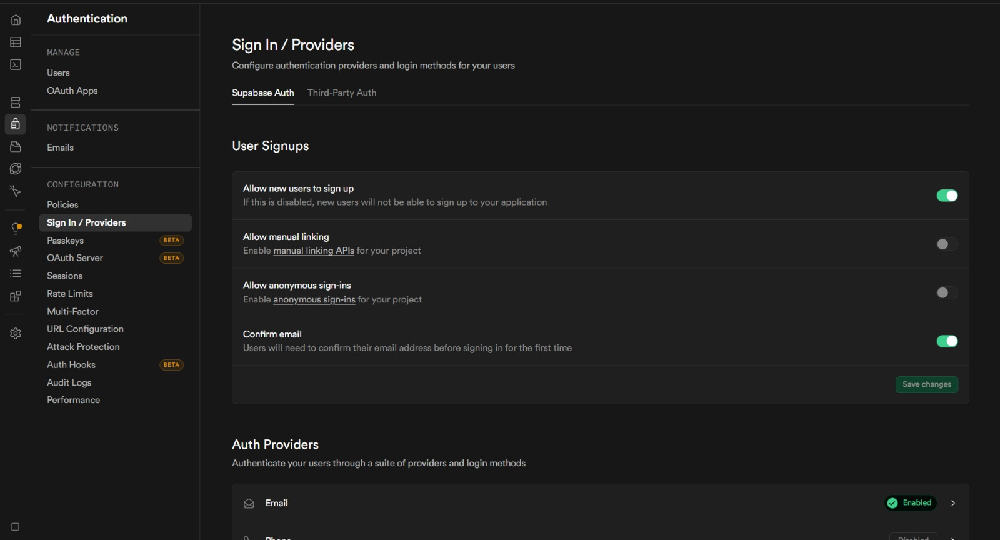 Authentication
MANAGE
Users
OAuth Apps
NOTIFICATIONS
Emails
CONFIGURATION
Policies
Sign In / Providers
Passkeys BETA
OAuth Server BETA
Sessions
Rate Limits
Multi-Factor
URL Configuration
Attack Protection
Auth Hooks BETA
Audit Logs
Performance
Sign In / Providers
Configure authentication providers and login methods for your users
Supabase Auth Third-Party Auth
User Signups
Allow new users to sign up
If this is disabled, new users will not be able to sign up to your application
Allow manual linking
Enable manual linking APIs for your project
Allow anonymous sign-ins
Enable anonymous sign-ins for your project
Confirm email
Users will need to confirm their email address before signing in for the first time
Save changes
Auth Providers
Authenticate your users through a suite of providers and login methods
Email Enabled
Phone Disabled